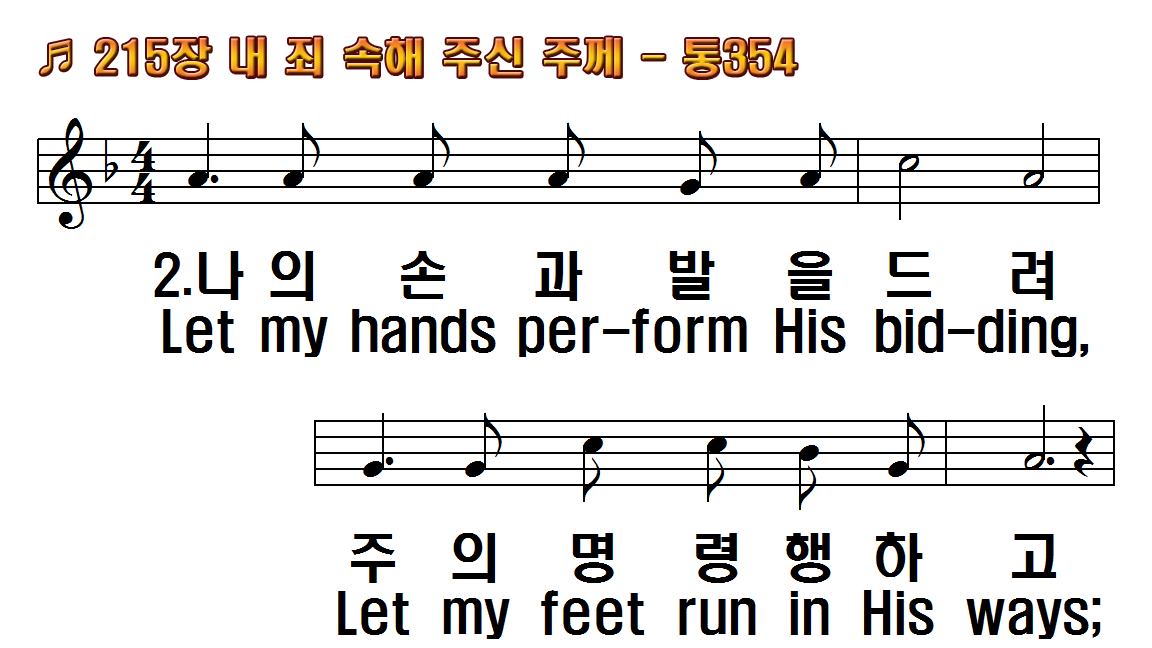 ♬ 215장 내 죄 속해 주신 주께 - 통354
4
4
2.나 의 손 과 발 을 드 려
Let my hands per-form His bid-ding,
주 의 명 령 행 하 고
Let my feet run in His ways;